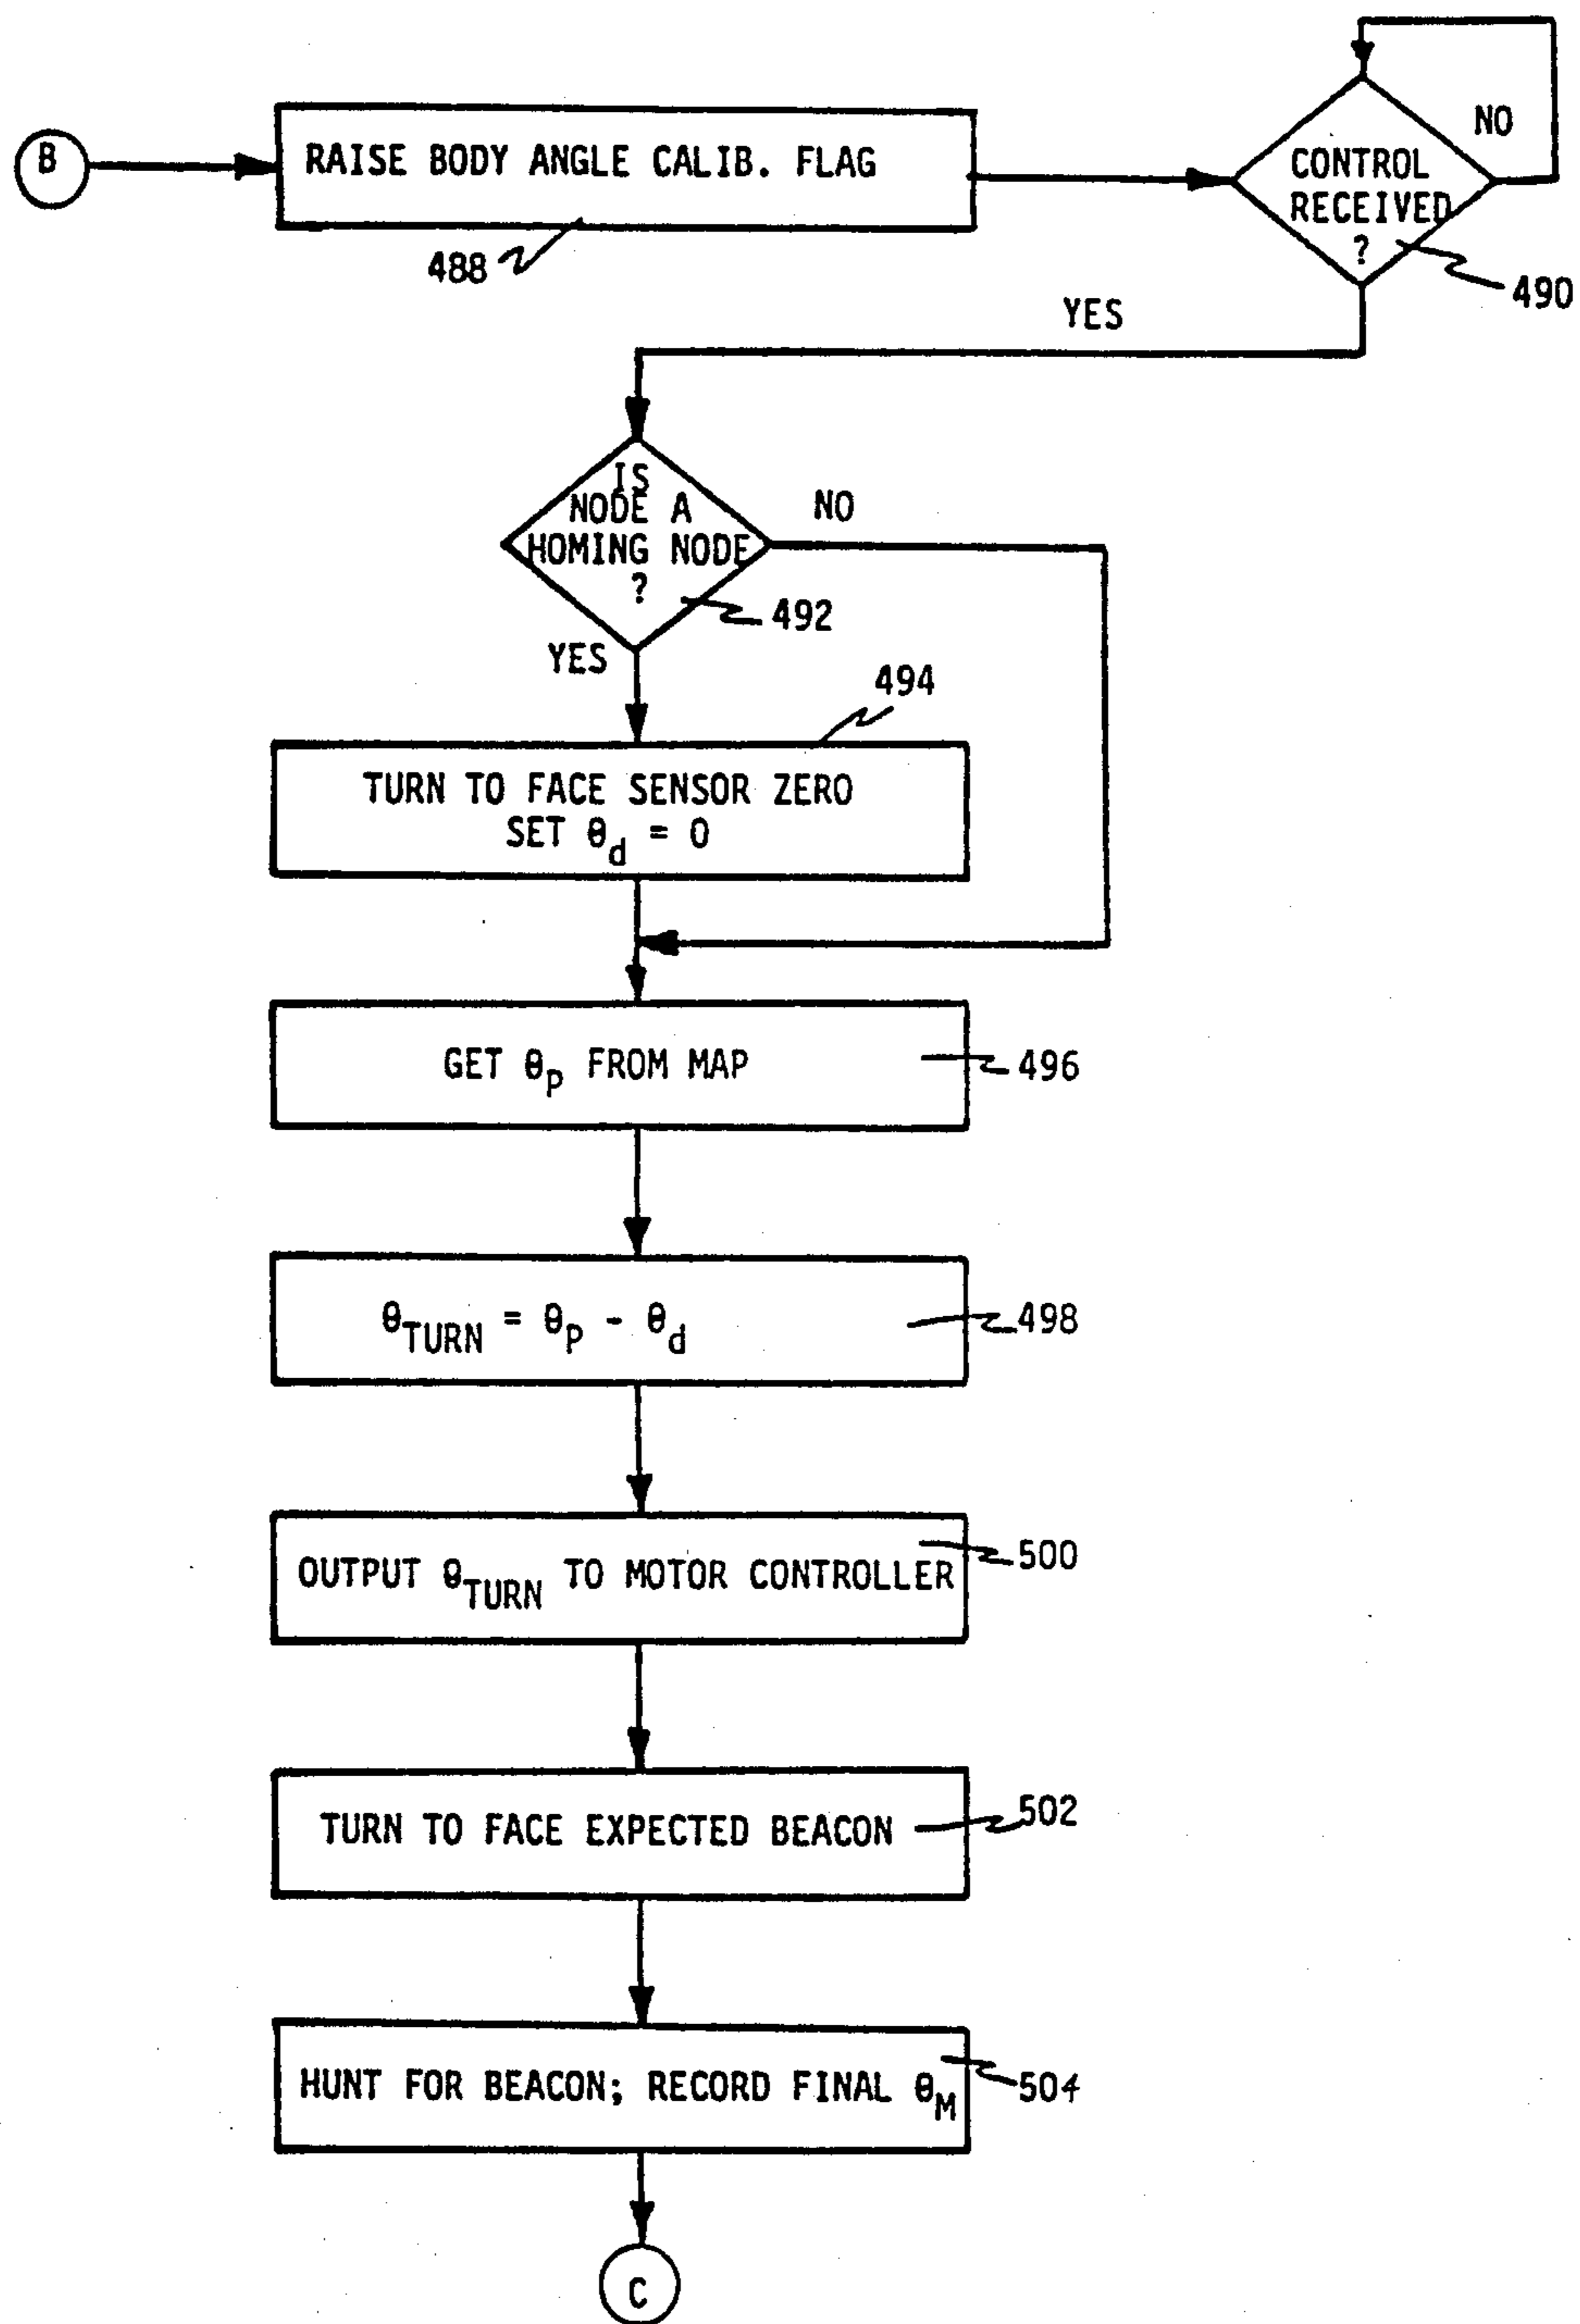 B
RAISE BODY ANGLE CALIB. FLAG
488
CONTROL
RECEIVED
?
NO
490
YES
IS
NODE A
HOMING NODE
?
NO
492
YES
494
TURN TO FACE SENSOR ZERO
SET θd = 0
GET θp FROM MAP
496
θTURN = θp - θd
498
OUTPUT θTURN TO MOTOR CONTROLLER
500
TURN TO FACE EXPECTED BEACON
502
HUNT FOR BEACON; RECORD FINAL θM
504
C